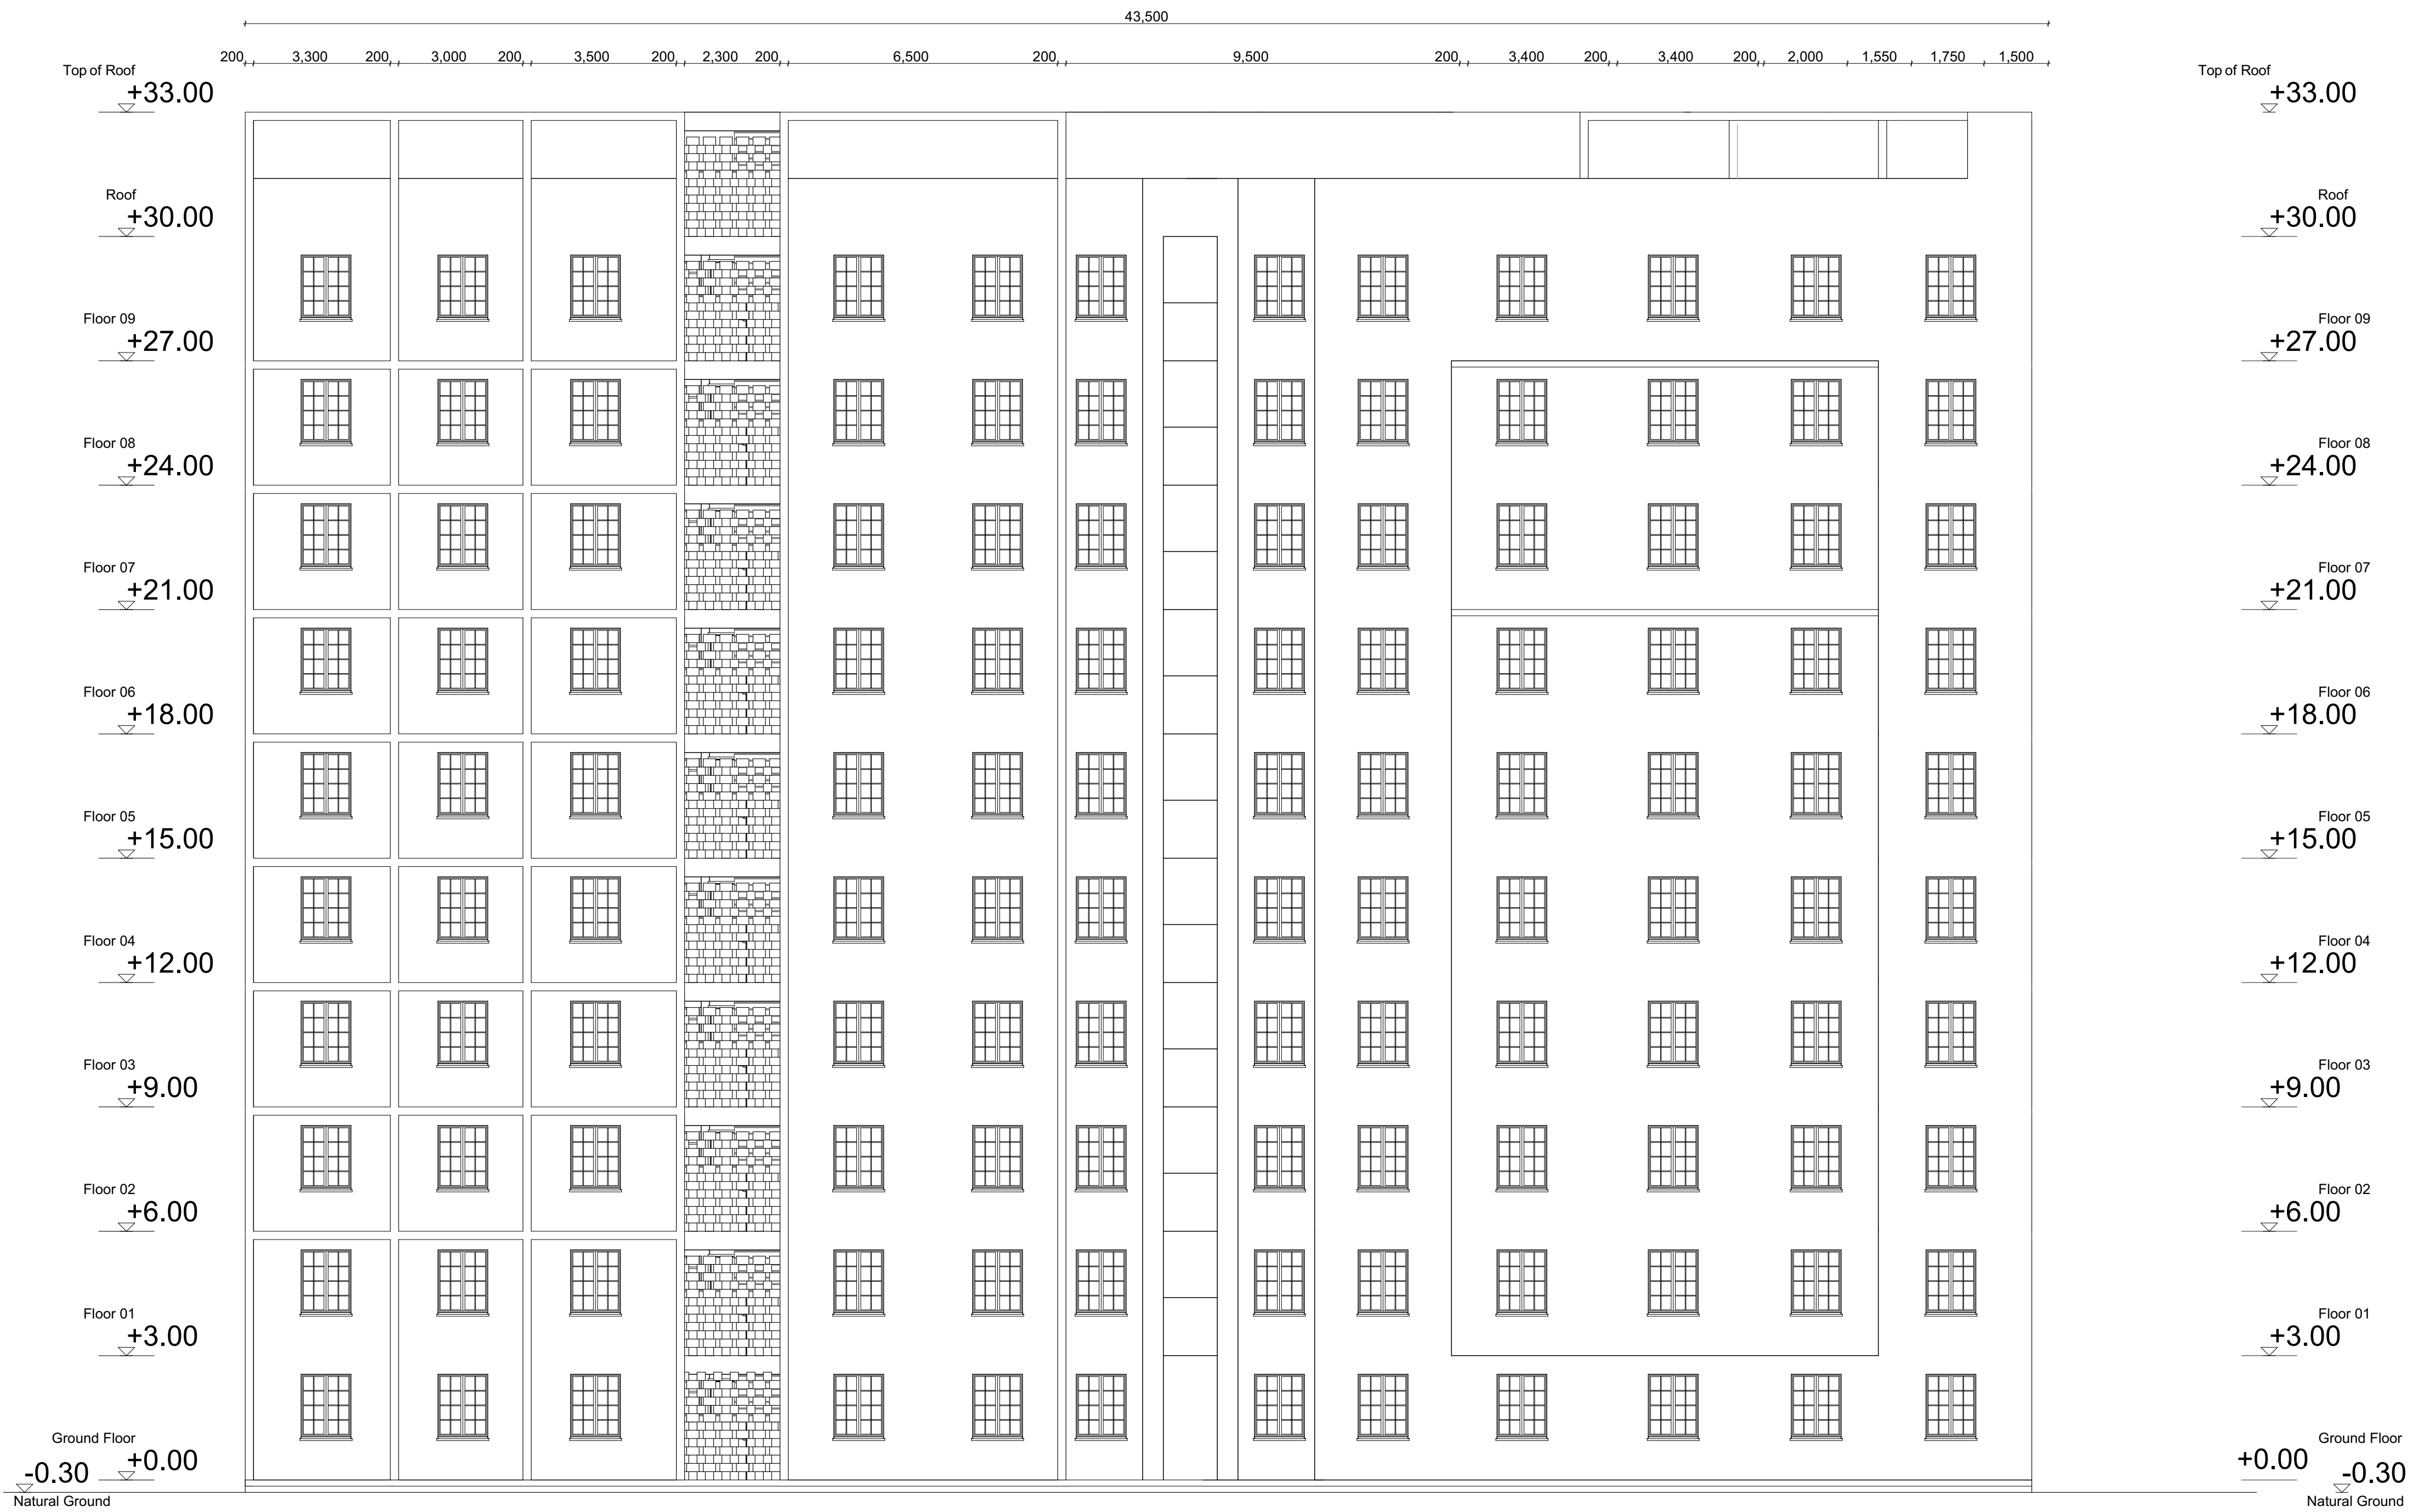 43,500
200 3,300 200 3,000 200 3,500 200 2,300 200 6,500 200 9,500 200 3,400 200 3,400 200 2,000 1,550 1,750 1,500
Top of Roof Top of Roof
+33.00 +33.00
Roof Roof
+30.00 +30.00
Floor 09 Floor 09
+27.00 +27.00
Floor 08 Floor 08
+24.00 +24.00
Floor 07 Floor 07
+21.00 +21.00
Floor 06 Floor 06
+18.00 +18.00
Floor 05 Floor 05
+15.00 +15.00
Floor 04 Floor 04
+12.00 +12.00
Floor 03 Floor 03
+9.00 +9.00
Floor 02 Floor 02
+6.00 +6.00
Floor 01 Floor 01
+3.00 +3.00
Ground Floor Ground Floor
+0.00 +0.00
-0.30 -0.30
Natural Ground Natural Ground